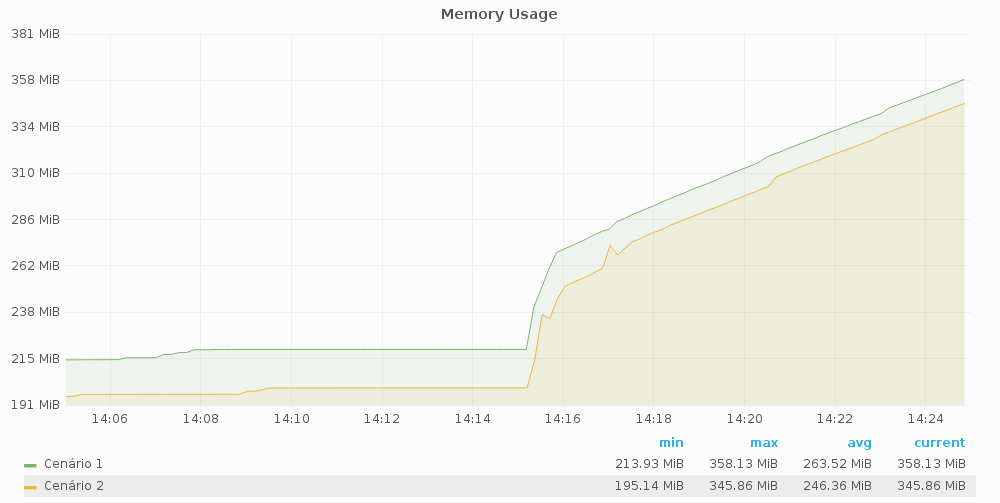 Memory Usage
381 MiB
358 MiB
334 MiB
310 MiB
286 MiB
262 MiB
238 MiB
215 MiB
191 MiB
14:06 14:08 14:10 14:12 14:14 14:16 14:18 14:20 14:22 14:24
min max avg current
Cenário 1 213.93 MiB 358.13 MiB 263.52 MiB 358.13 MiB
Cenário 2 195.14 MiB 345.86 MiB 246.36 MiB 345.86 MiB